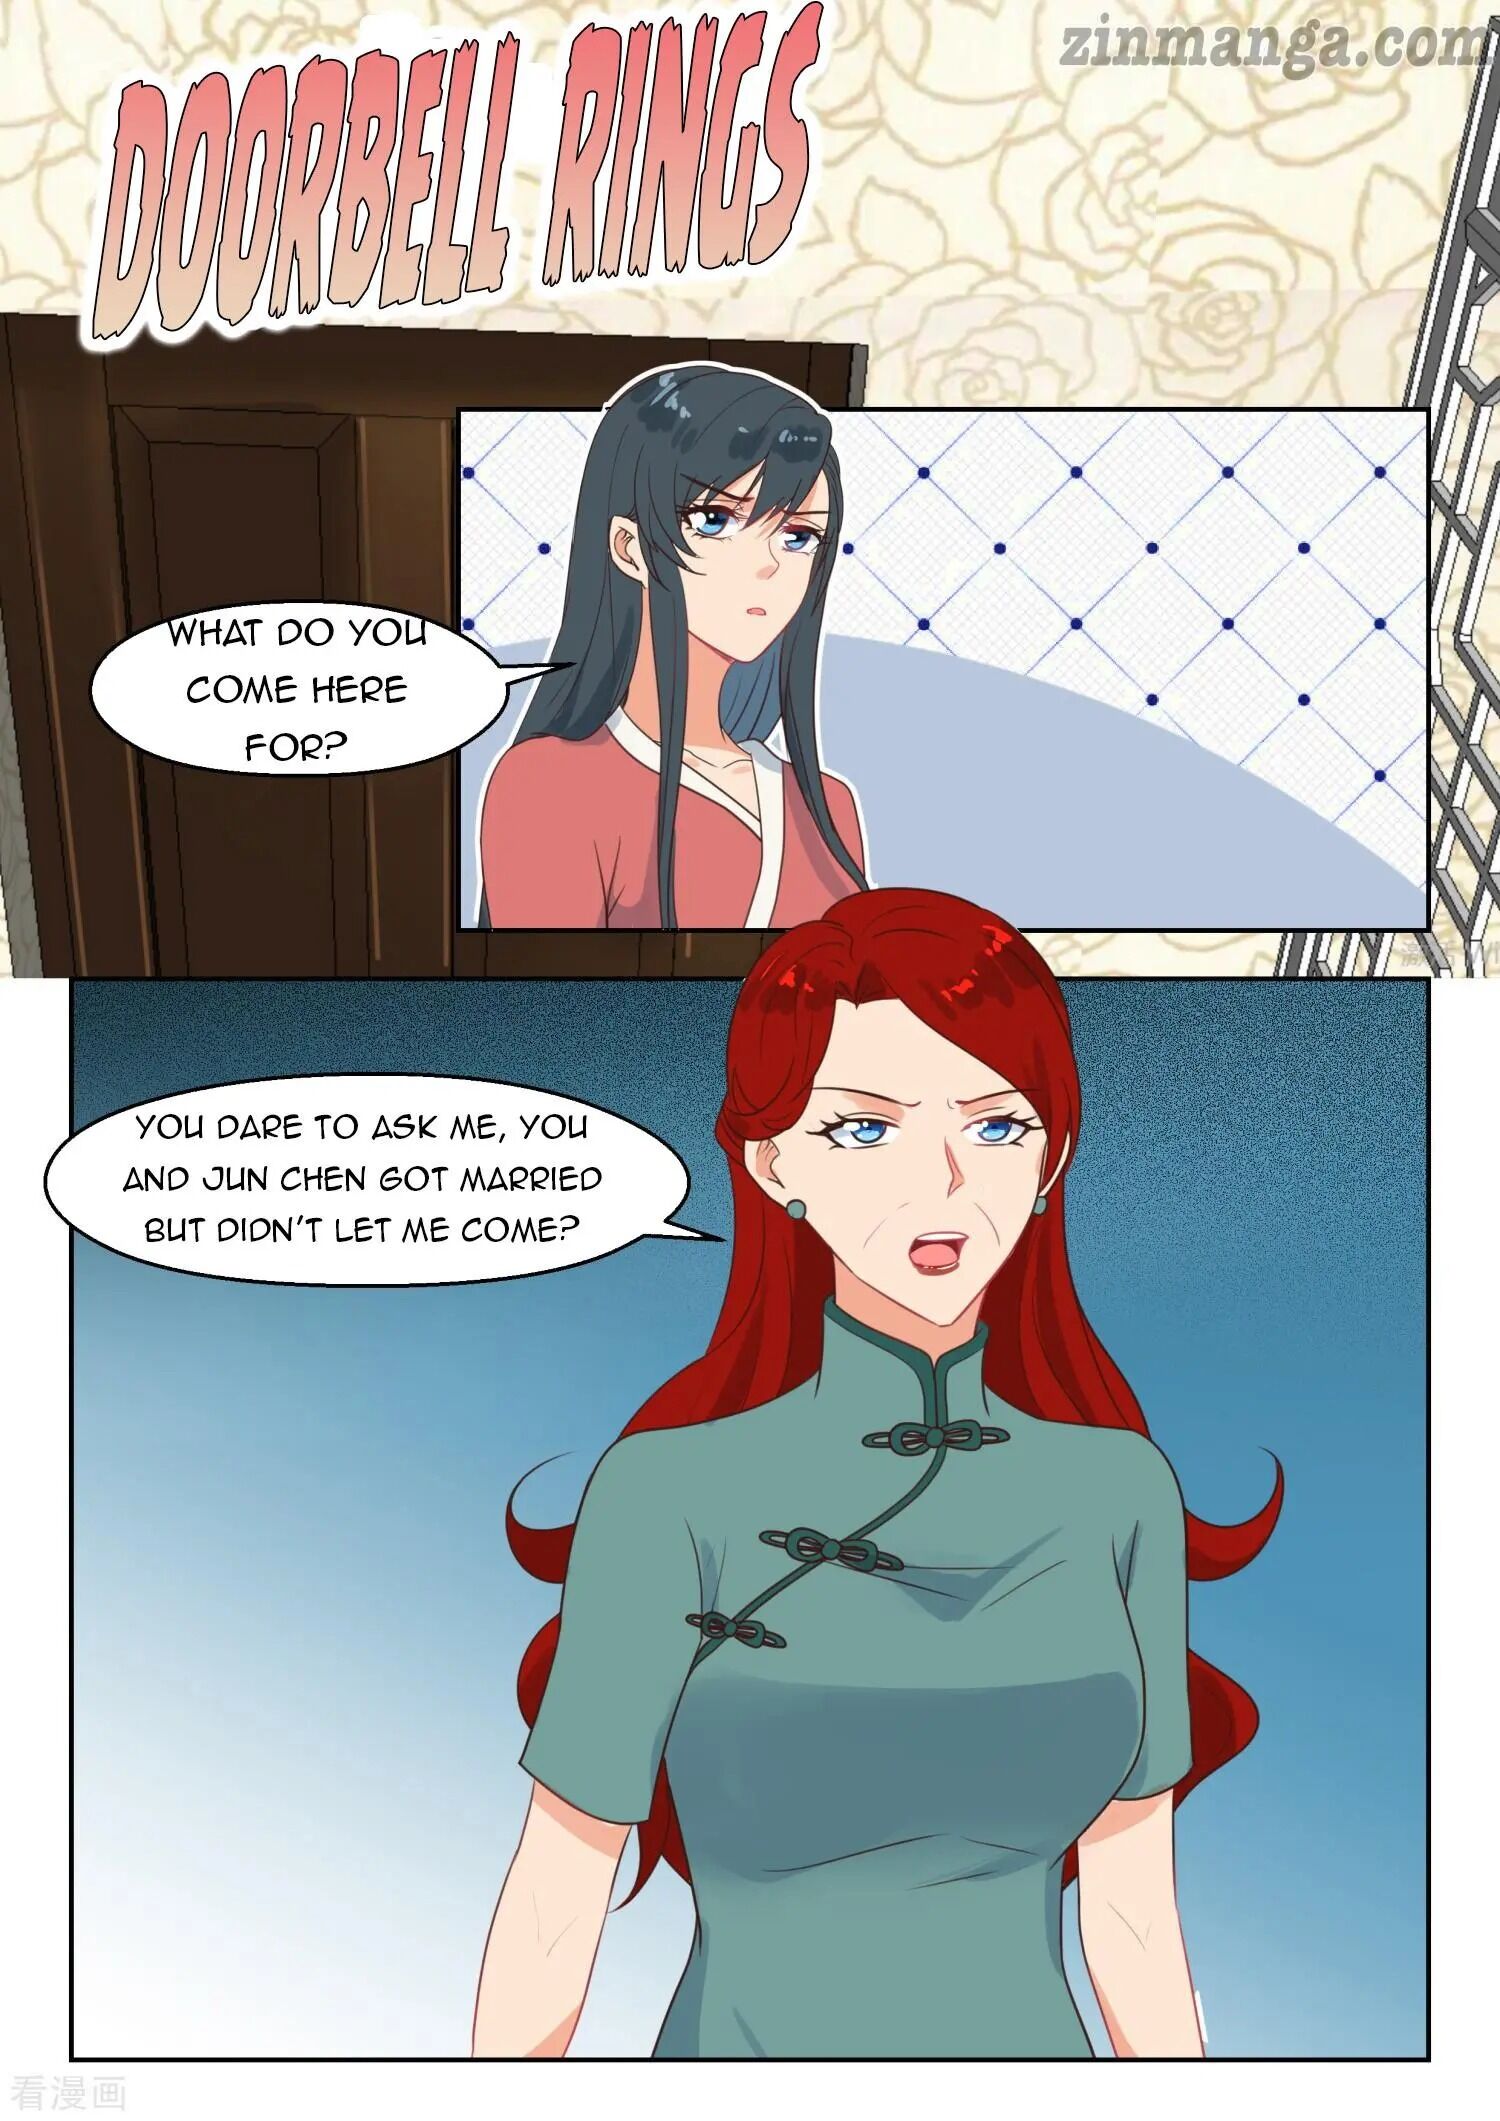 zinmanga.com
DOORBELL RINGS
WHAT DO YOU
COME HERE
FOR?
YOU DARE TO ASK ME, YOU
AND JUN CHEN GOT MARRIED
BUT DIDN'T LET ME COME?
看漫画